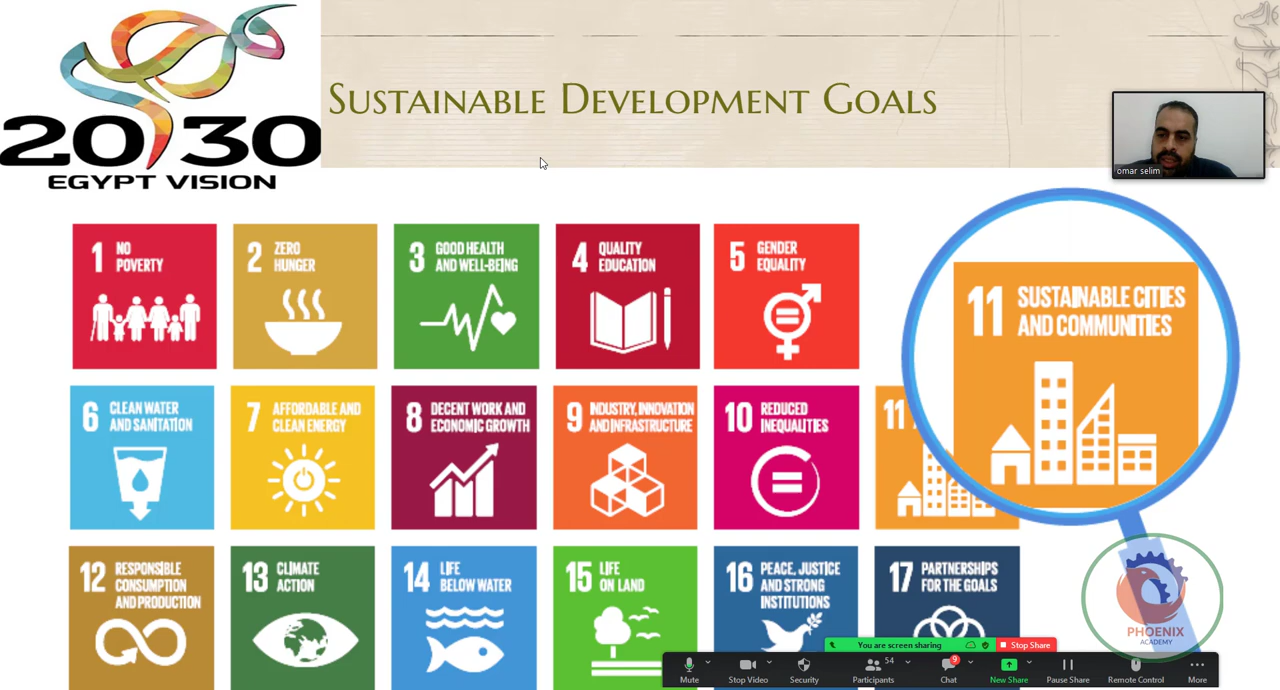 2030
EGYPT VISION
SUSTAINABLE DEVELOPMENT GOALS
omar selim
1 NO
POVERTY
2 ZERO
HUNGER
3 GOOD HEALTH
AND WELL-BEING
4 QUALITY
EDUCATION
5 GENDER
EQUALITY
11 SUSTAINABLE CITIES
AND COMMUNITIES
6 CLEAN WATER
AND SANITATION
7 AFFORDABLE AND
CLEAN ENERGY
8 DECENT WORK AND
ECONOMIC GROWTH
9 INDUSTRY, INNOVATION
AND INFRASTRUCTURE
10 REDUCED
INEQUALITIES
11
12 RESPONSIBLE
CONSUMPTION
AND PRODUCTION
13 CLIMATE
ACTION
14 LIFE
BELOW WATER
15 LIFE
ON LAND
16 PEACE, JUSTICE
AND STRONG
INSTITUTIONS
17 PARTNERSHIPS
FOR THE GOALS
PHOENIX
ACADEMY
You are screen sharing
Stop Share
Mute
Stop Video
Security
Participants 54
Chat 9
New Share
Pause Share
Remote Control
More